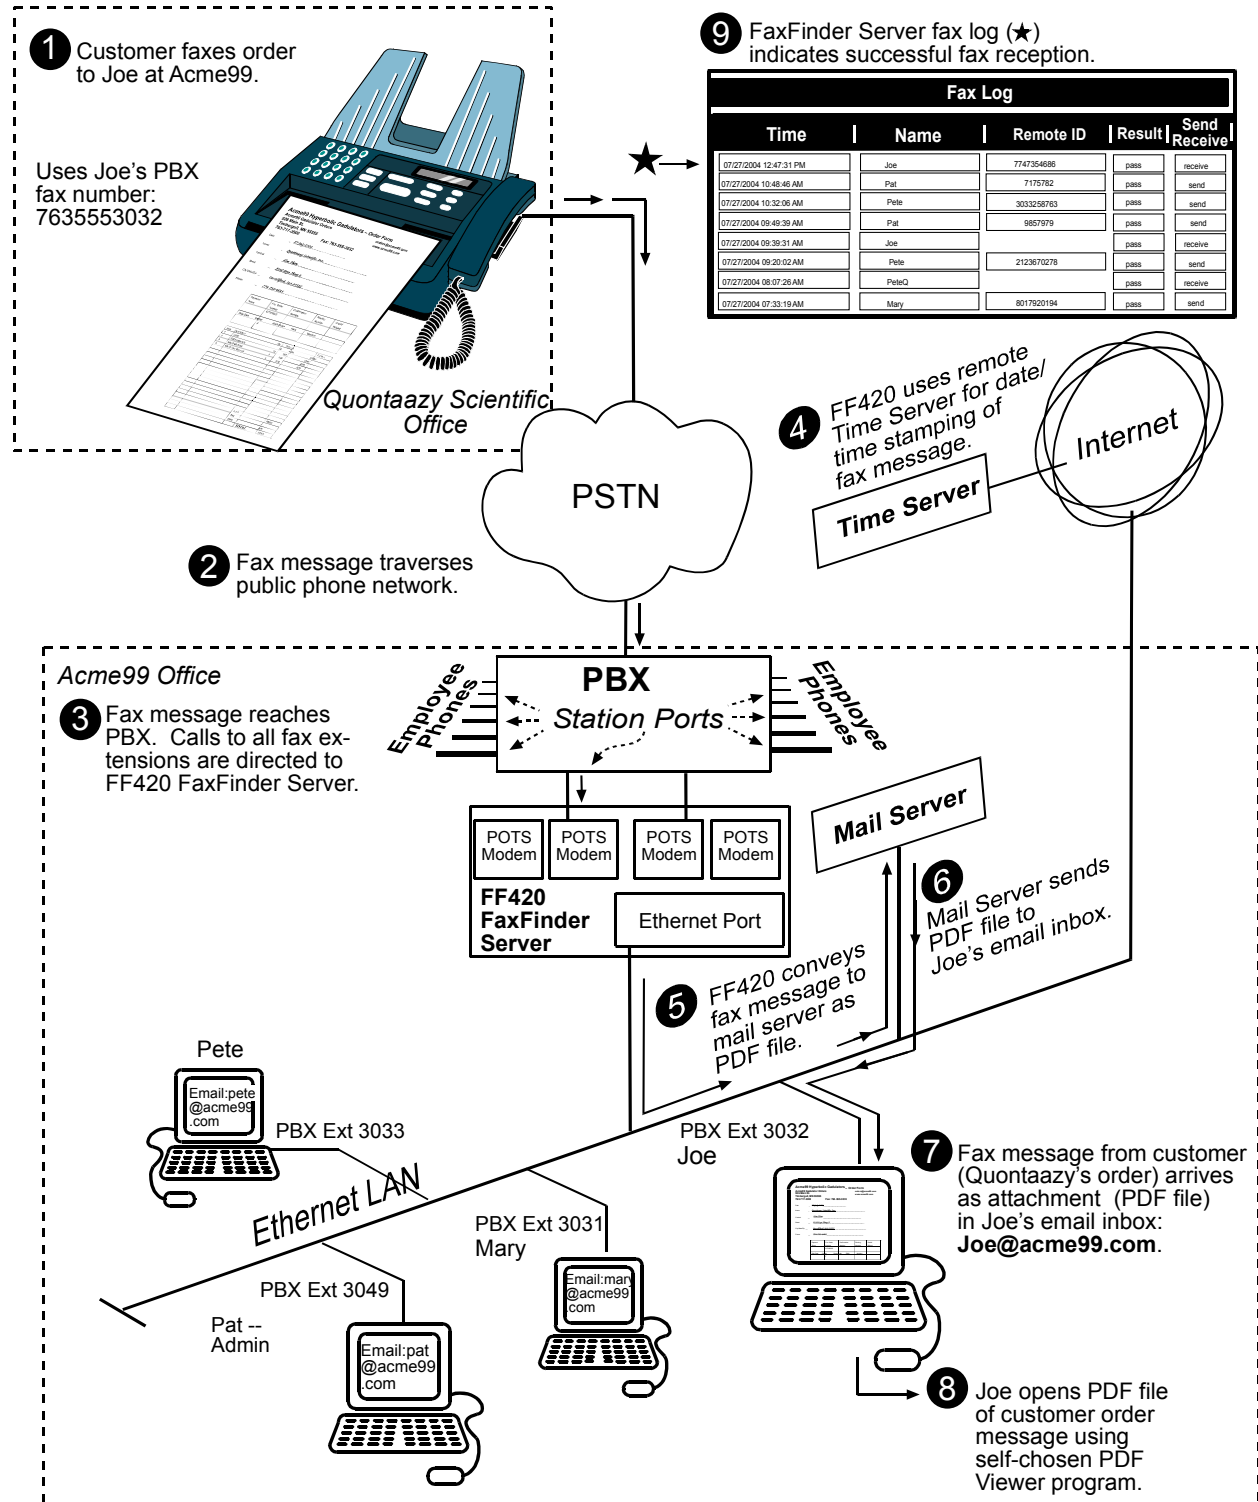 1 Customer faxes order
to Joe at Acme99.
Uses Joe's PBX
fax number:
7635553032
Acme99 Hyperbolic Gadulators -- Order Form
Quontaazy Scientific
Office
9 FaxFinder Server fax log (★)
indicates successful fax reception.
Fax Log
Time Name Remote ID Result Send Receive
07/27/2004 12:47:31 PM Joe 7747354686 pass receive
07/27/2004 10:48:46 AM Pat 7175782 pass send
07/27/2004 10:32:06 AM Pete 3033258763 pass send
07/27/2004 09:49:39 AM Pat 9857979 pass send
07/27/2004 09:39:31 AM Joe pass receive
07/27/2004 09:20:02 AM Pete 2123670278 pass send
07/27/2004 08:07:26 AM PeteQ pass receive
07/27/2004 07:33:19 AM Mary 8017920194 pass send
4 FF420 uses remote
Time Server for date/
time stamping of
fax message.
Internet
Time Server
PSTN
2 Fax message traverses
public phone network.
Acme99 Office
3 Fax message reaches
PBX. Calls to all fax ex-
tensions are directed to
FF420 FaxFinder Server.
Employee
Phones
PBX
Station Ports
Employee
Phones
POTS
Modem
POTS
Modem
POTS
Modem
POTS
Modem
FF420
FaxFinder
Server
Ethernet Port
Mail Server
5 FF420 conveys
fax message to
mail server as
PDF file.
6
Mail Server sends
PDF file to
Joe's email inbox.
Pete
Email:pete
@acme99
.com
PBX Ext 3033
Ethernet LAN
PBX Ext 3032
Joe
7 Fax message from customer
(Quontaazy's order) arrives
as attachment (PDF file)
in Joe's email inbox:
Joe@acme99.com.
PBX Ext 3031
Mary
Email:mary
@acme99
.com
PBX Ext 3049
Pat --
Admin
Email:pat
@acme99
.com
8 Joe opens PDF file
of customer order
message using
self-chosen PDF
Viewer program.